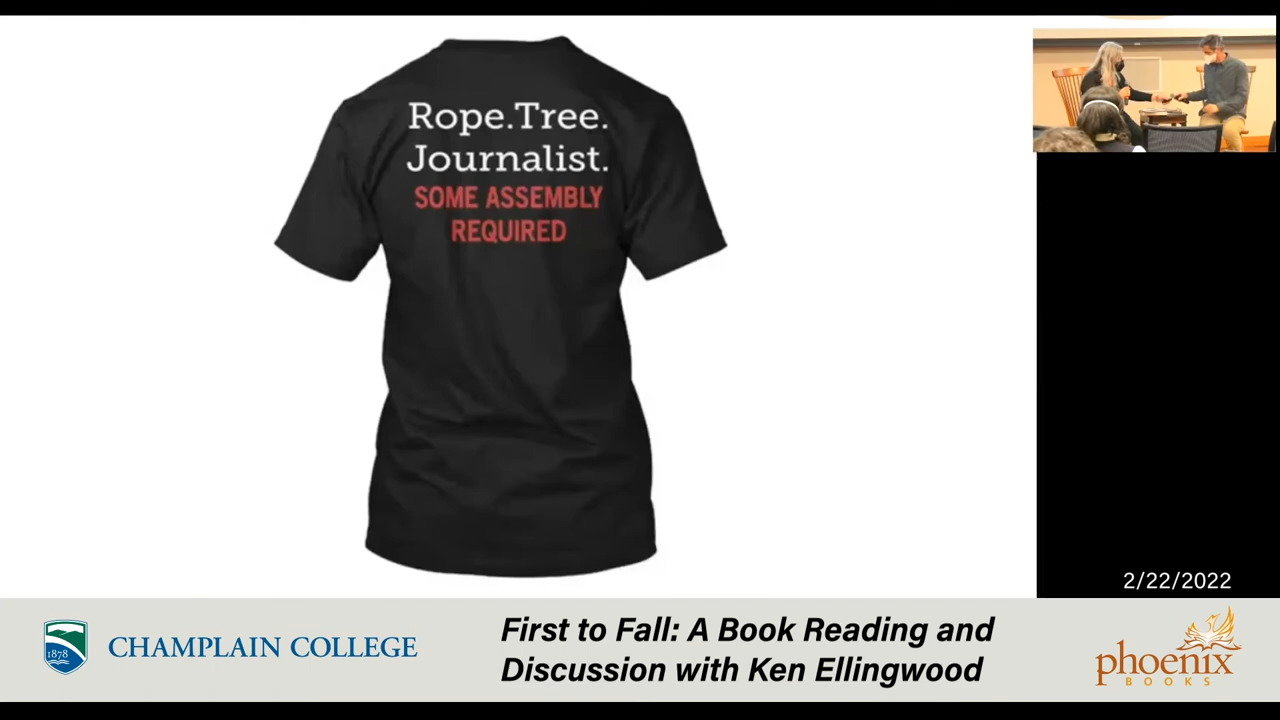 Rope.Tree.
Journalist.
SOME ASSEMBLY
REQUIRED
2/22/2022
1878
CHAMPLAIN COLLEGE
First to Fall: A Book Reading and
Discussion with Ken Ellingwood
phoenix
BOOKS